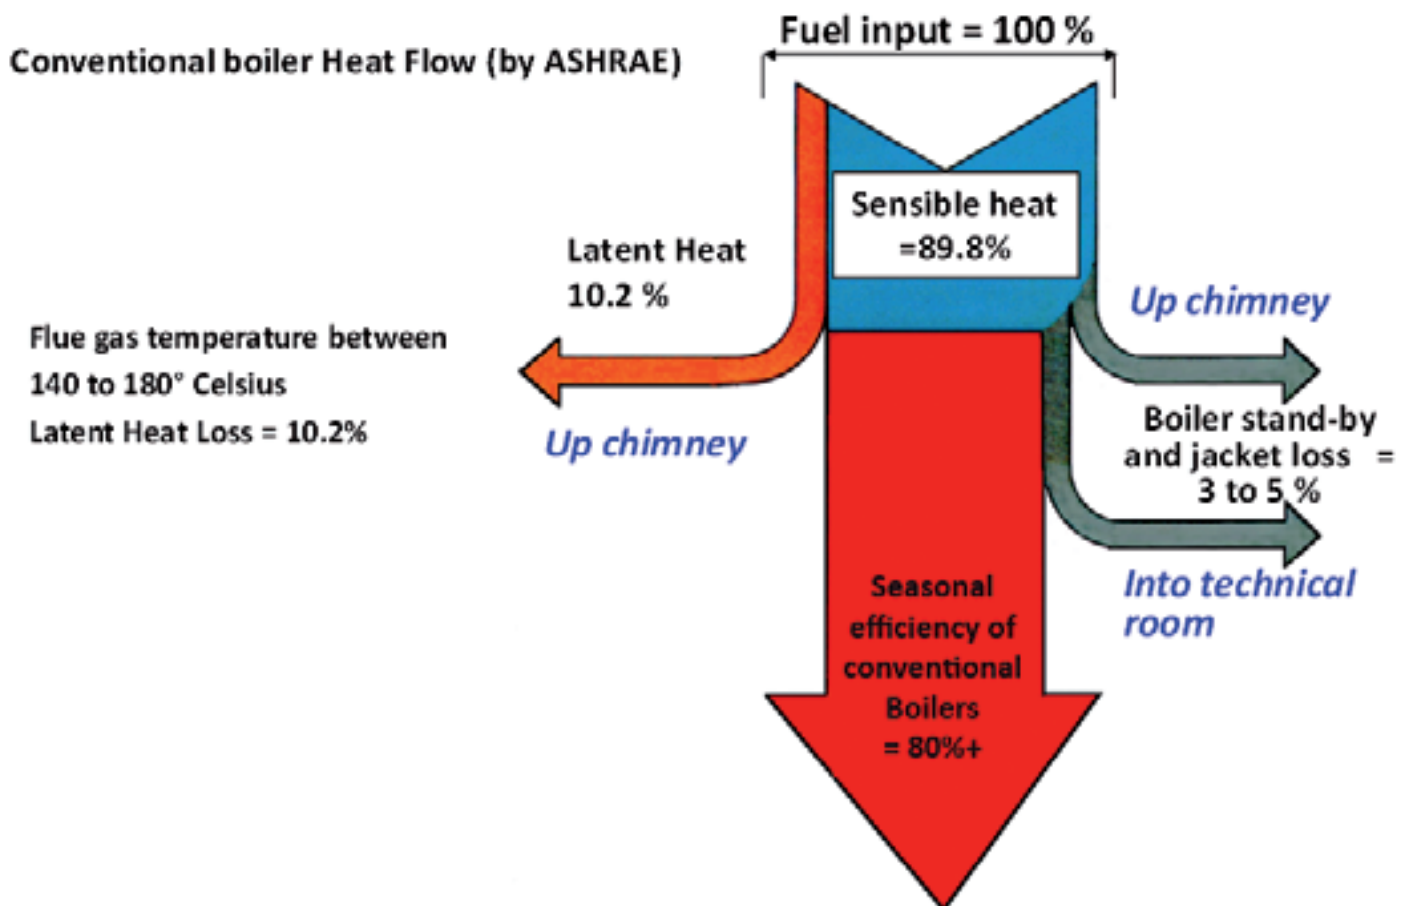 Fuel input = 100 %
Conventional boiler Heat Flow (by ASHRAE)
Sensible heat
=89.8%
Latent Heat
10.2 %
Up chimney
Flue gas temperature between
140 to 180° Celsius
Latent Heat Loss = 10.2%
Up chimney
Boiler stand-by
and jacket loss =
3 to 5 %
Into technical
room
Seasonal
efficiency of
conventional
Boilers
= 80%+